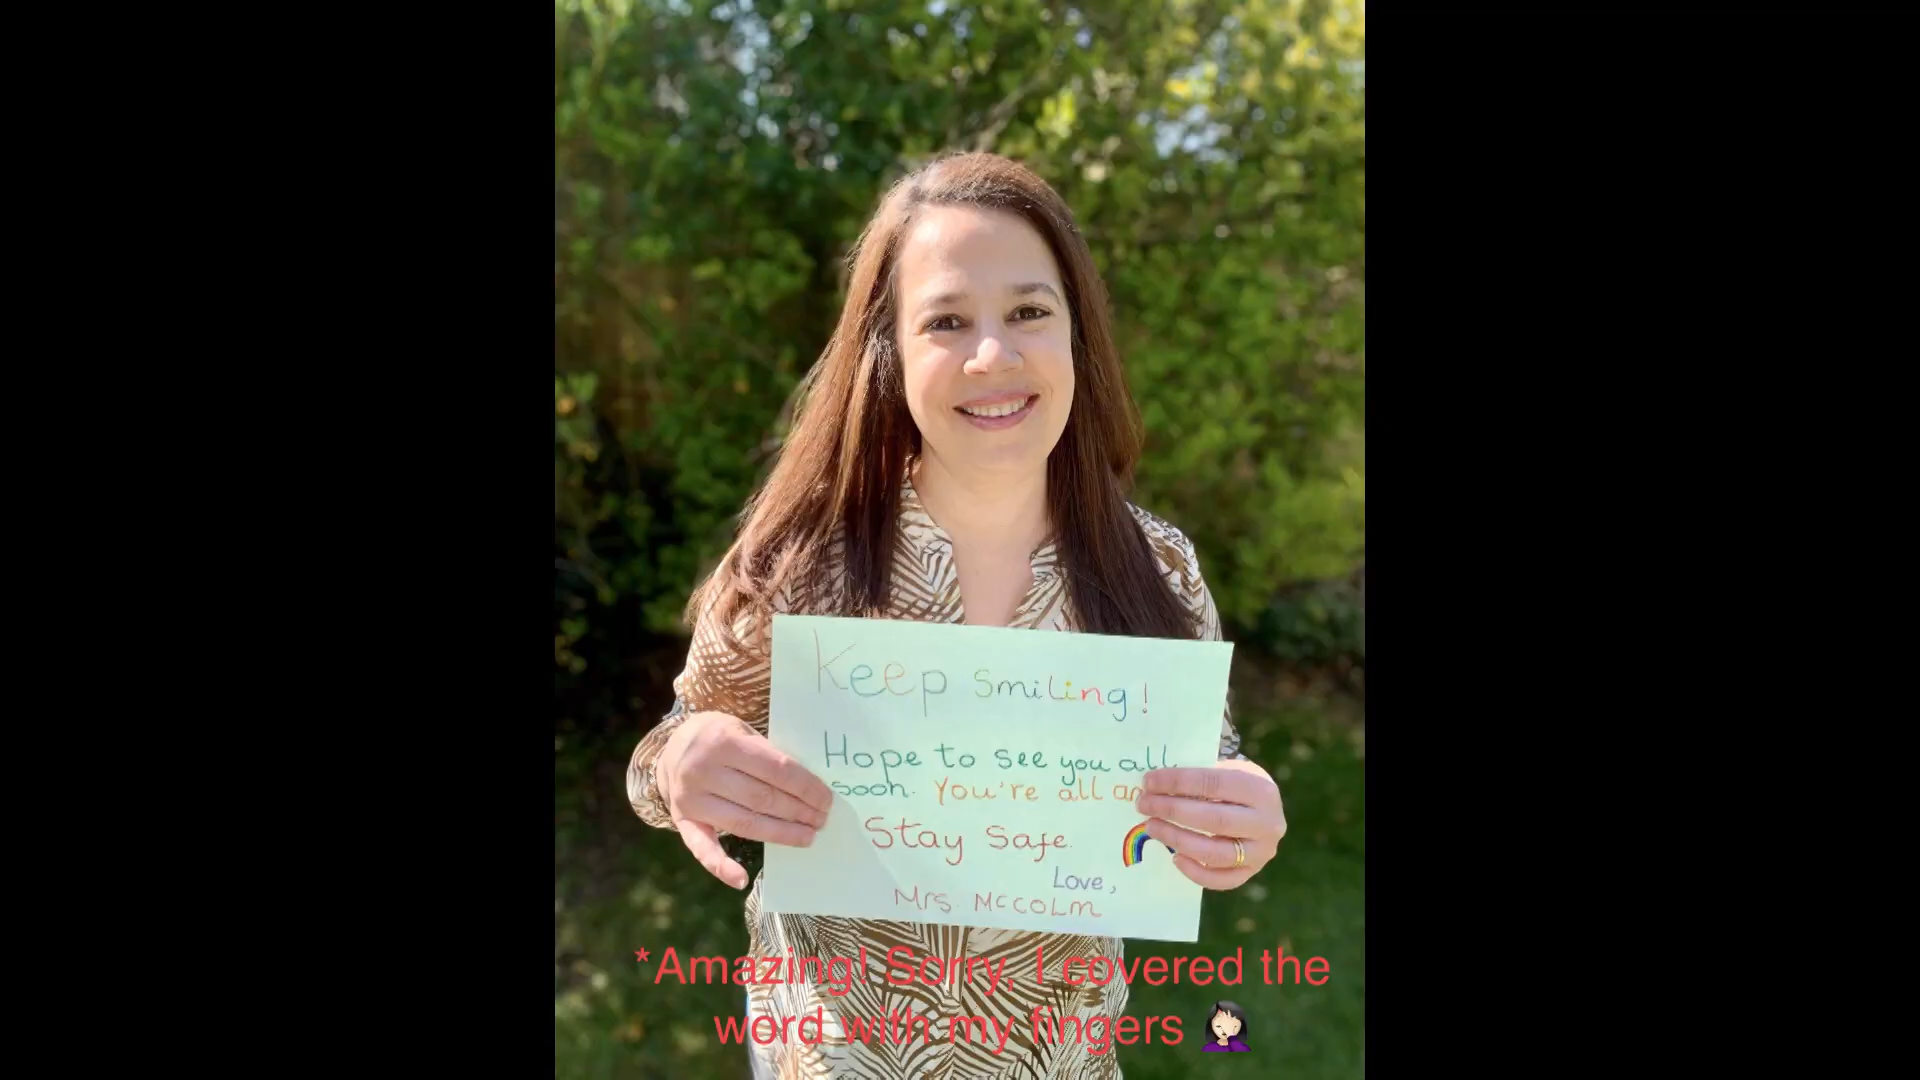 Keep smiling!
Hope to see you all
soon. You're all am
Stay Safe.
Love,
Mrs. McColm
*Amazing! Sorry, I covered the
word with my fingers 🤦🏻‍♀️